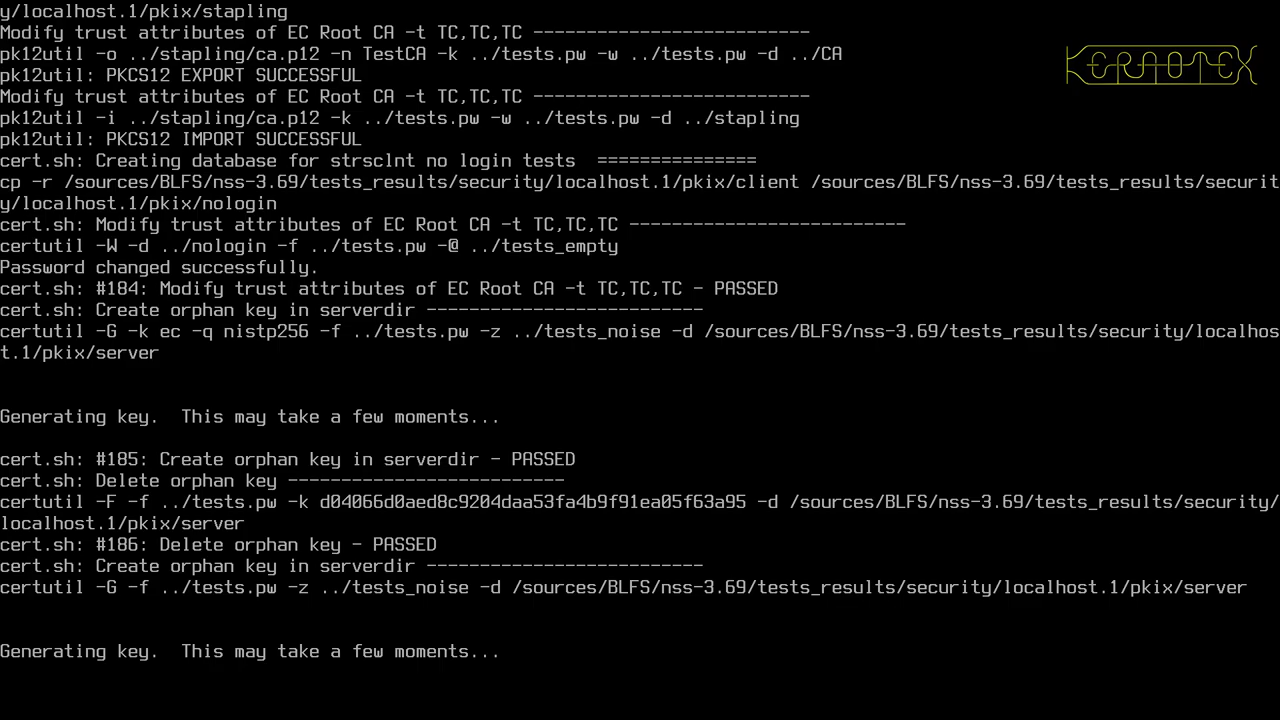 y/localhost.1/pkix/stapling
Modify trust attributes of EC Root CA -t TC,TC,TC --------------------------
pk12util -o ../stapling/ca.p12 -n TestCA -k ../tests.pw -w ../tests.pw -d ../CA
pk12util: PKCS12 EXPORT SUCCESSFUL
Modify trust attributes of EC Root CA -t TC,TC,TC --------------------------
pk12util -i ../stapling/ca.p12 -k ../tests.pw -w ../tests.pw -d ../stapling
pk12util: PKCS12 IMPORT SUCCESSFUL
cert.sh: Creating database for strsclnt no login tests  ===============
cp -r /sources/BLFS/nss-3.69/tests_results/security/localhost.1/pkix/client /sources/BLFS/nss-3.69/tests_results/securit
y/localhost.1/pkix/nologin
cert.sh: Modify trust attributes of EC Root CA -t TC,TC,TC --------------------------
certutil -W -d ../nologin -f ../tests.pw -@ ../tests_empty
Password changed successfully.
cert.sh: #184: Modify trust attributes of EC Root CA -t TC,TC,TC - PASSED
cert.sh: Create orphan key in serverdir --------------------------
certutil -G -k ec -q nistp256 -f ../tests.pw -z ../tests_noise -d /sources/BLFS/nss-3.69/tests_results/security/localhos
t.1/pkix/server
Generating key.  This may take a few moments...
cert.sh: #185: Create orphan key in serverdir - PASSED
cert.sh: Delete orphan key --------------------------
certutil -F -f ../tests.pw -k d04066d0aed8c9204daa53fa4b9f91ea05f63a95 -d /sources/BLFS/nss-3.69/tests_results/security/
localhost.1/pkix/server
cert.sh: #186: Delete orphan key - PASSED
cert.sh: Create orphan key in serverdir --------------------------
certutil -G -f ../tests.pw -z ../tests_noise -d /sources/BLFS/nss-3.69/tests_results/security/localhost.1/pkix/server
Generating key.  This may take a few moments...